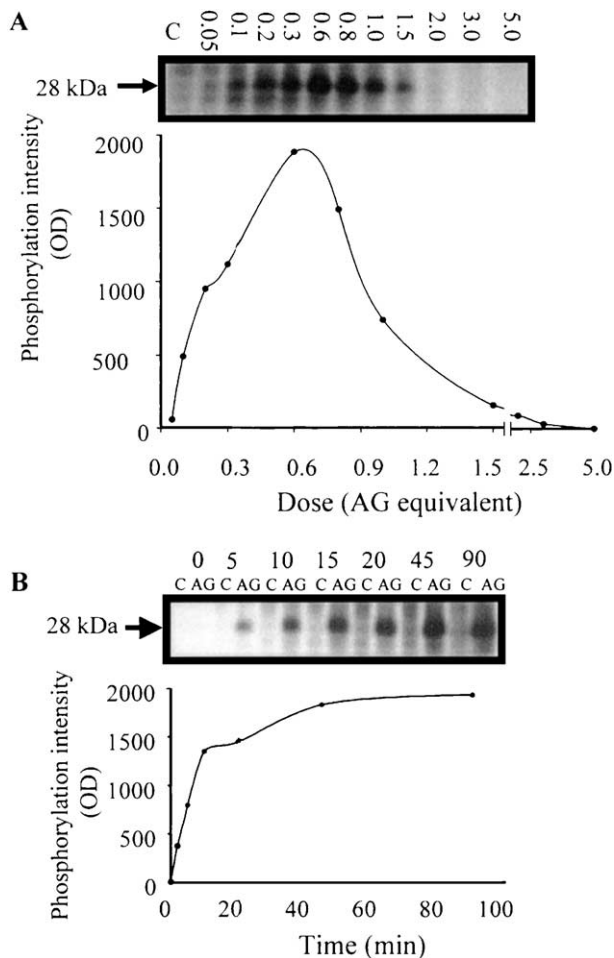 A
C 0.05 0.1 0.2 0.3 0.6 0.8 1.0 1.5 2.0 3.0 5.0
28 kDa
Phosphorylation intensity
(OD)
2000
1500
1000
500
0
0.0 0.3 0.6 0.9 1.2 1.5 2.5 5.0
Dose (AG equivalent)
B
0 5 10 15 20 45 90
C AG C AG C AG C AG C AG C AG C AG
28 kDa
Phosphorylation intensity
(OD)
2000
1500
1000
500
0
0 20 40 60 80 100
Time (min)